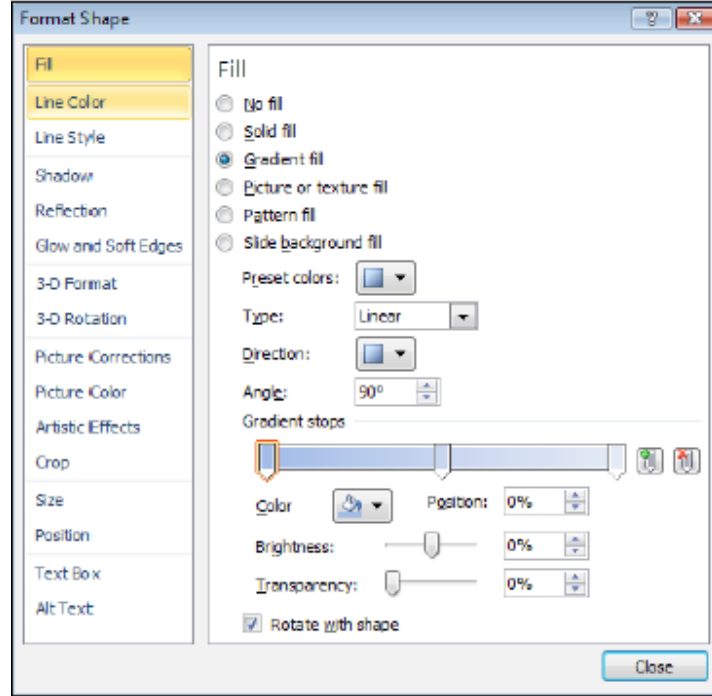 Format Shape
Fill
Line Color
Line Style
Shadow
Reflection
Glow and Soft Edges
3-D Format
3-D Rotation
Picture Corrections
Picture Color
Artistic Effects
Crop
Size
Position
Text Box
Alt Text
Fill
No fill
Solid fill
Gradient fill
Picture or texture fill
Pattern fill
Slide background fill
Preset colors:
Type: Linear
Direction:
Angle: 90°
Gradient stops
Color Position: 0%
Brightness: 0%
Transparency: 0%
Rotate with shape
Close